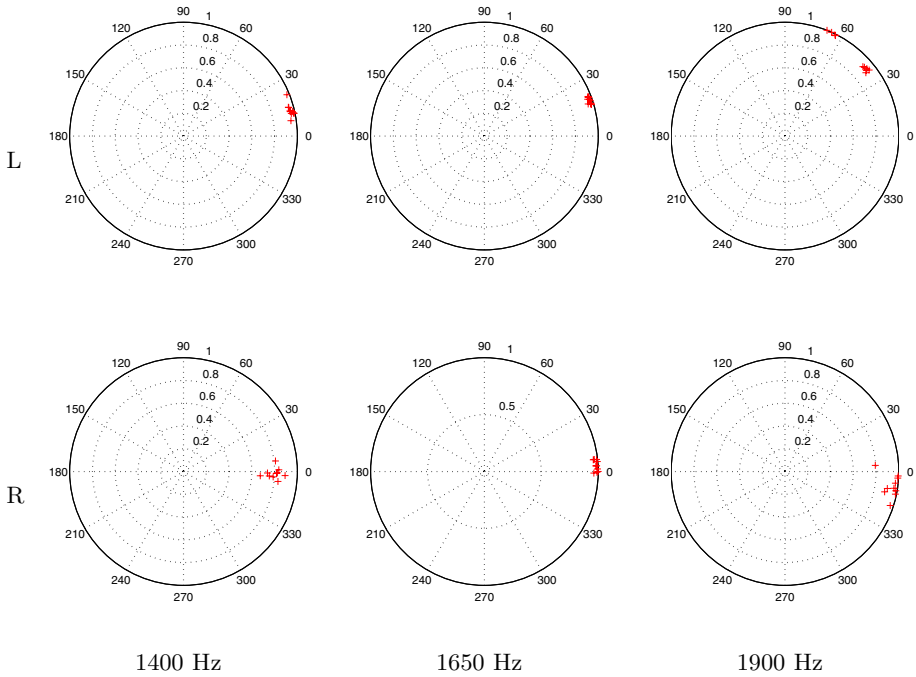 90 1 90 1 90 1
120 60 120 60 120 60
0.8 0.8 0.8
150 0.6 30 150 0.6 30 150 0.6 30
0.4 0.4 0.4
0.2 0.2 0.2
L 180 0 180 0 180 0
210 330 210 330 210 330
240 300 240 300 240 300
270 270 270
90 1 90 1 90 1
120 60 120 60 120 60
0.8 0.8
150 0.6 30 150 0.5 30 150 0.6 30
0.4 0.4
0.2 0.2
R 180 0 180 0 180 0
210 330 210 330 210 330
240 300 240 300 240 300
270 270 270
1400 Hz 1650 Hz 1900 Hz